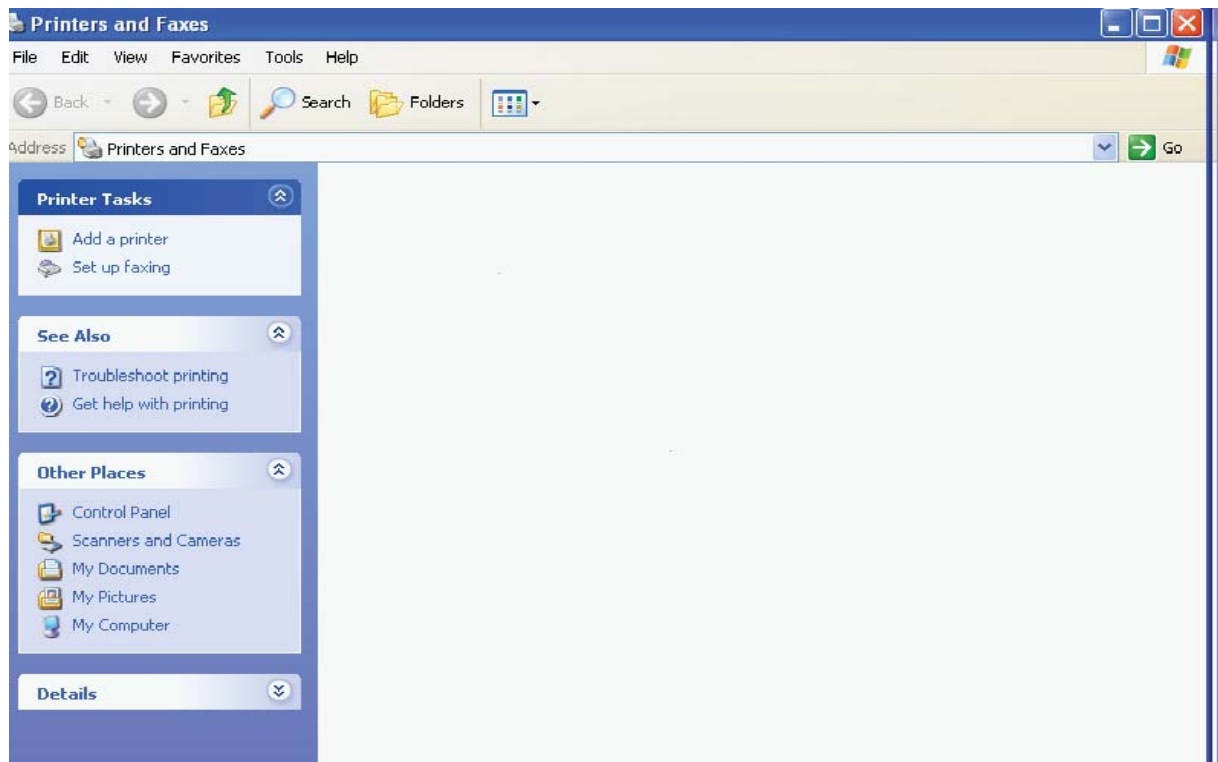 Printers and Faxes
File Edit View Favorites Tools Help
Back Search Folders
Address Printers and Faxes Go
Printer Tasks
Add a printer
Set up faxing
See Also
Troubleshoot printing
Get help with printing
Other Places
Control Panel
Scanners and Cameras
My Documents
My Pictures
My Computer
Details